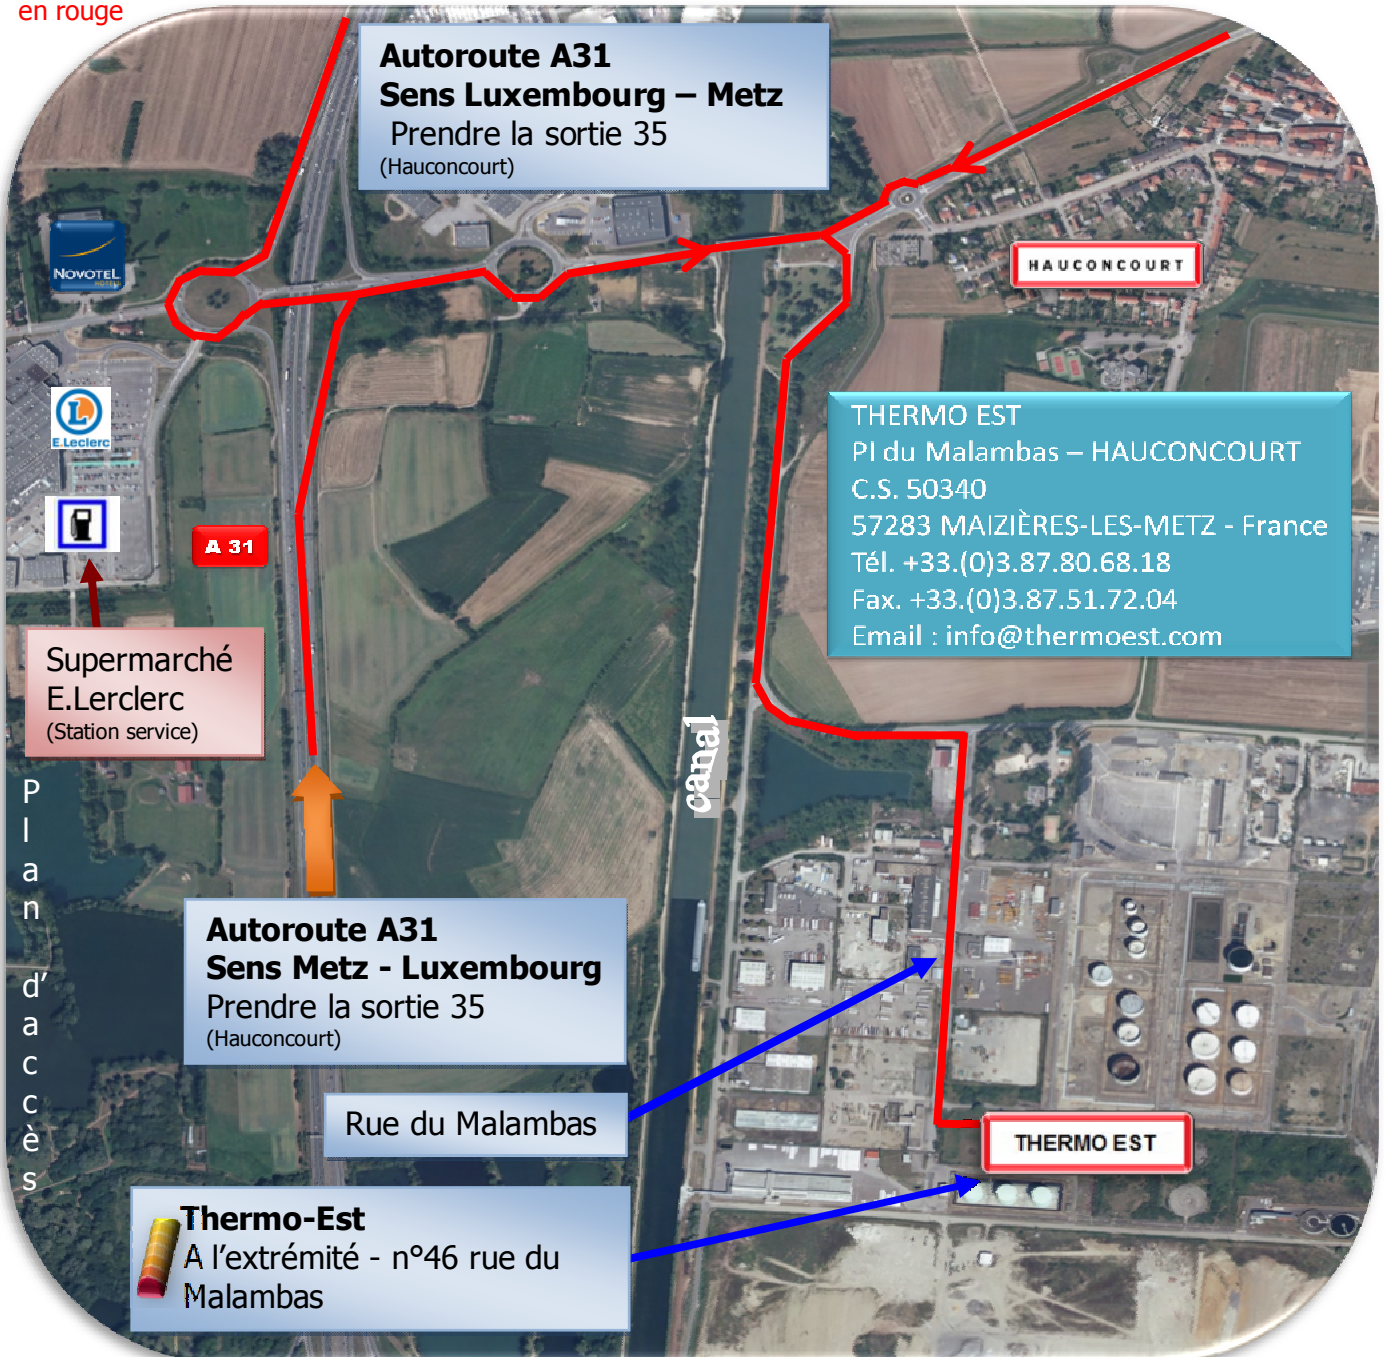 en rouge
Autoroute A31
Sens Luxembourg – Metz
Prendre la sortie 35
(Hauconcourt)
NOVOTEL
HOTELS
HAUCONCOURT
E.Leclerc
A 31
THERMO EST
PI du Malambas – HAUCONCOURT
C.S. 50340
57283 MAIZIÈRES-LES-METZ - France
Tél. +33.(0)3.87.80.68.18
Fax. +33.(0)3.87.51.72.04
Email : info@thermoest.com
Supermarché
E.Lerclerc
(Station service)
canal
Plan d'accès
Autoroute A31
Sens Metz - Luxembourg
Prendre la sortie 35
(Hauconcourt)
Rue du Malambas
THERMO EST
Thermo-Est
A l'extrémité - n°46 rue du
Malambas